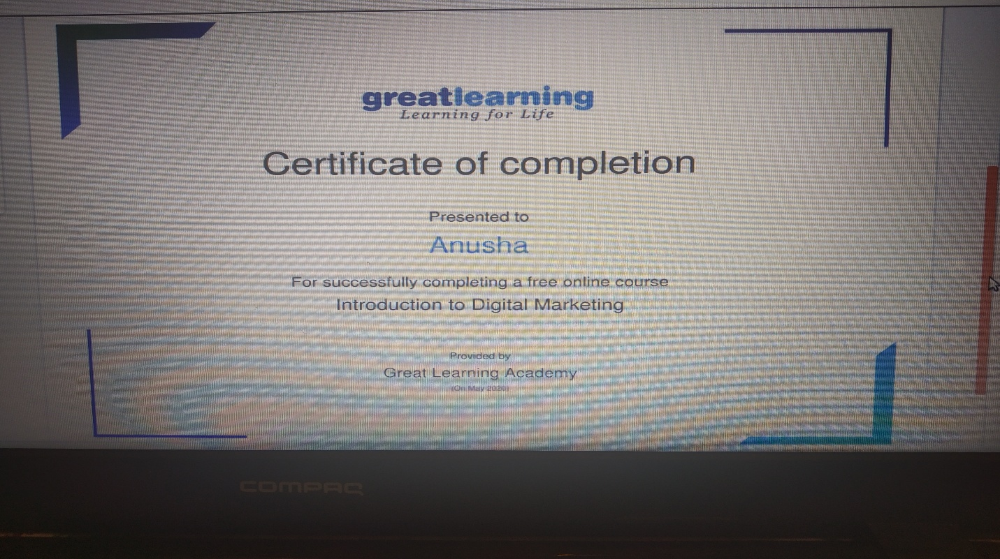 greatlearning
Learning for Life
Certificate of completion
Presented to
Anusha
For successfully completing a free online course
Introduction to Digital Marketing
Provided by
Great Learning Academy
(On May 2020)
COMPAQ